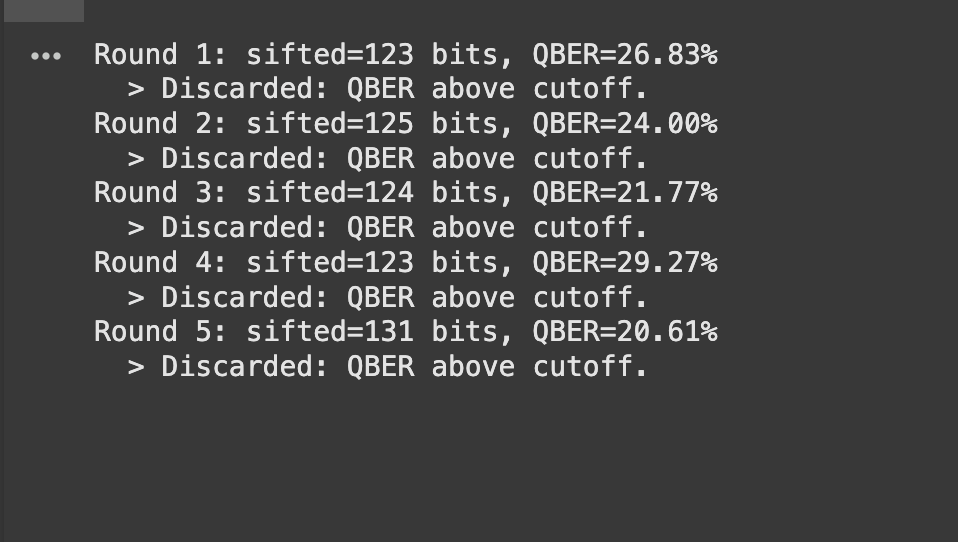 Round 1: sifted=123 bits, QBER=26.83%
> Discarded: QBER above cutoff.
Round 2: sifted=125 bits, QBER=24.00%
> Discarded: QBER above cutoff.
Round 3: sifted=124 bits, QBER=21.77%
> Discarded: QBER above cutoff.
Round 4: sifted=123 bits, QBER=29.27%
> Discarded: QBER above cutoff.
Round 5: sifted=131 bits, QBER=20.61%
> Discarded: QBER above cutoff.